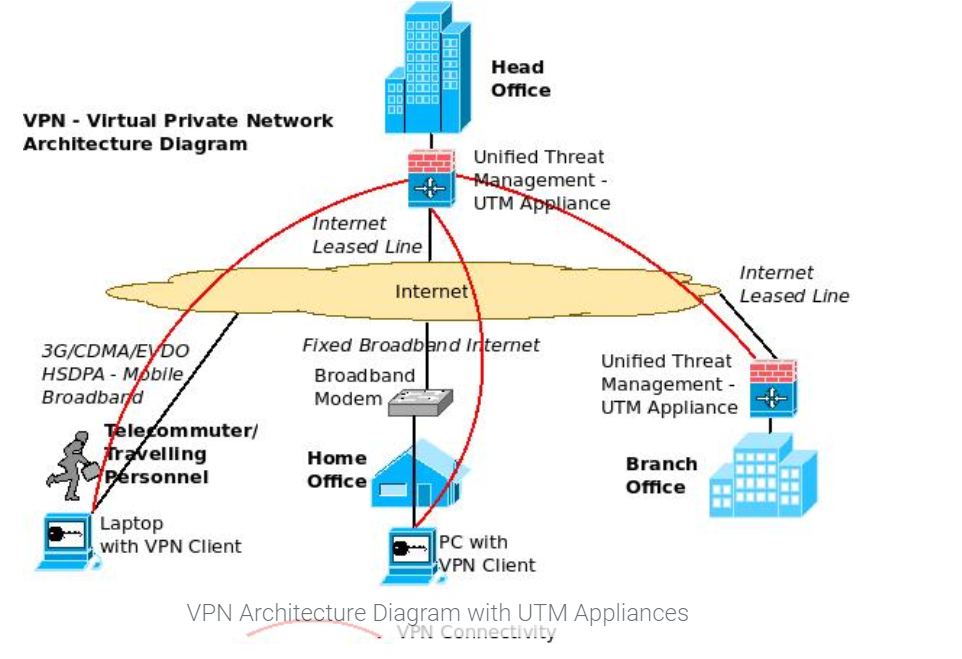 Head
Office
VPN - Virtual Private Network
Architecture Diagram
Unified Threat
Management -
UTM Appliance
Internet
Leased Line
Internet
Internet
Leased Line
3G/CDMA/EVDO
HSDPA - Mobile
Broadband
Fixed Broadband Internet
Broadband
Modem
Unified Threat
Management -
UTM Appliance
Telecommuter/
Travelling
Personnel
Home
Office
Branch
Office
Laptop
with VPN Client
PC with
VPN Client
VPN Architecture Diagram with UTM Appliances
VPN Connectivity